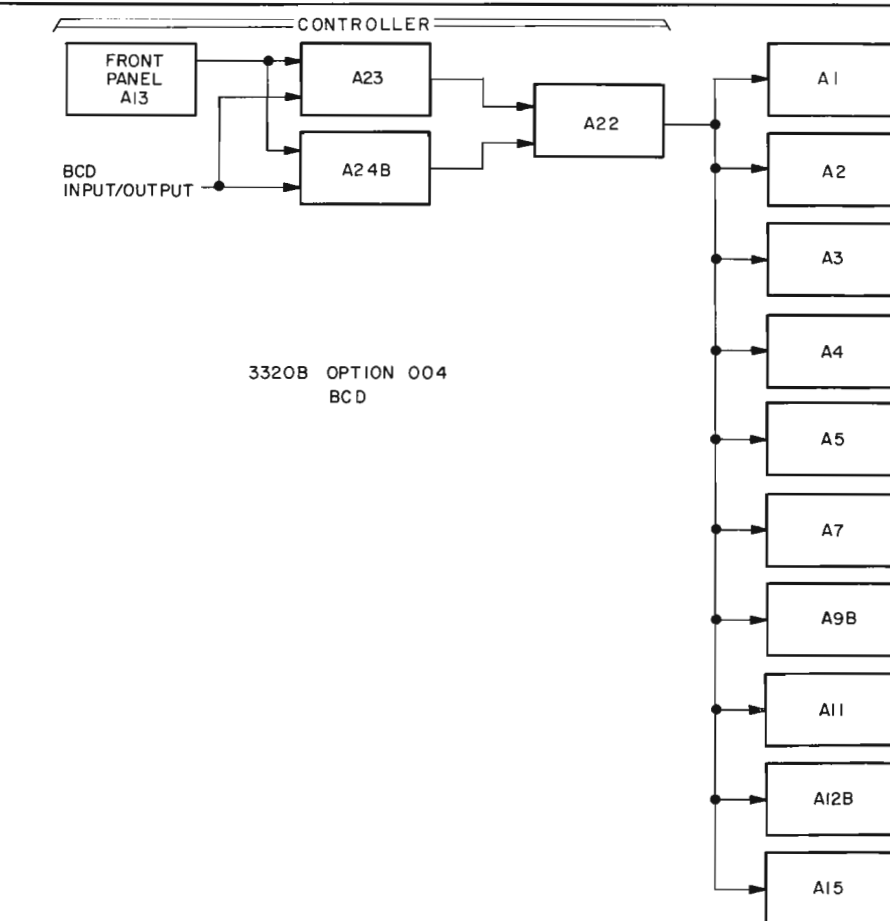 CONTROLLER
FRONT
PANEL
A13
A23
A24B
A22
BCD
INPUT/OUTPUT
3320B OPTION 004
BCD
A1
A2
A3
A4
A5
A7
A9B
A11
A12B
A15